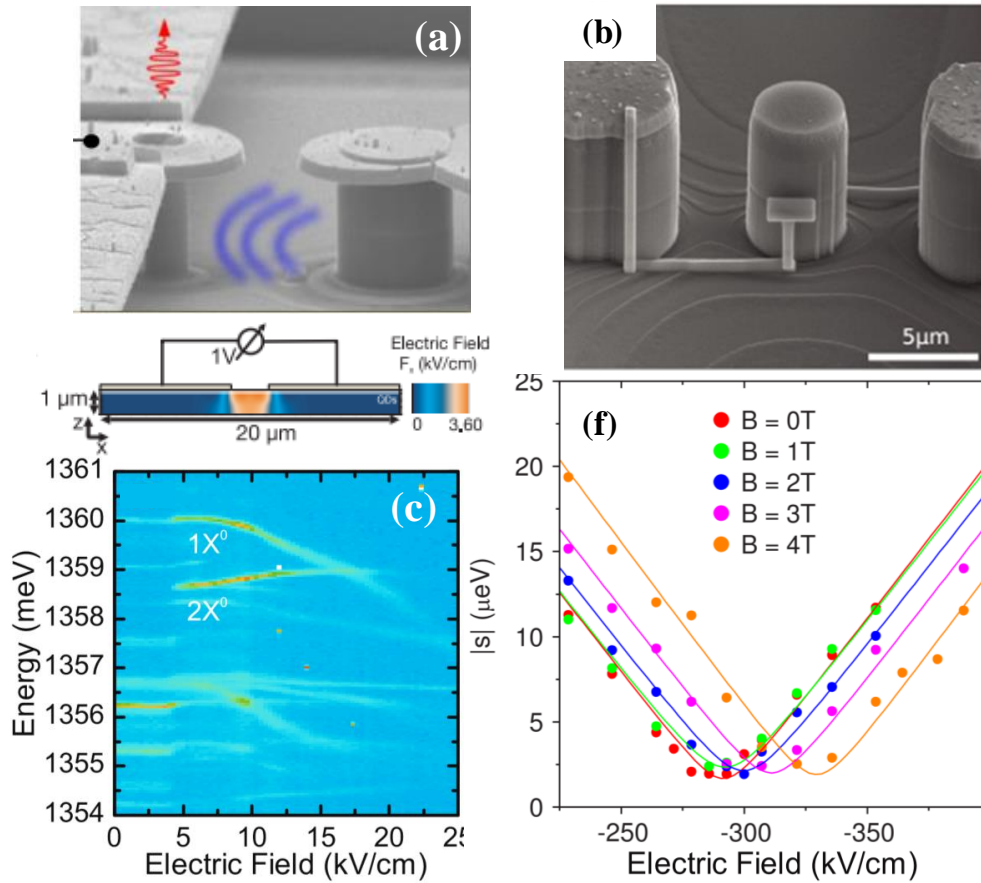 (a)
(b)
5μm
1V
Electric Field
Fₓ (kV/cm)
1 μm
QDs
0 3.60
z
x
20 μm
(c)
1361
1360
1359
1358
1357
1356
1355
1354
1X⁰
2X⁰
Energy (meV)
0 5 10 15 20 25
Electric Field (kV/cm)
(f)
B = 0T
B = 1T
B = 2T
B = 3T
B = 4T
25
20
15
10
5
0
|s| (μeV)
-250 -300 -350
Electric Field (kV/cm)